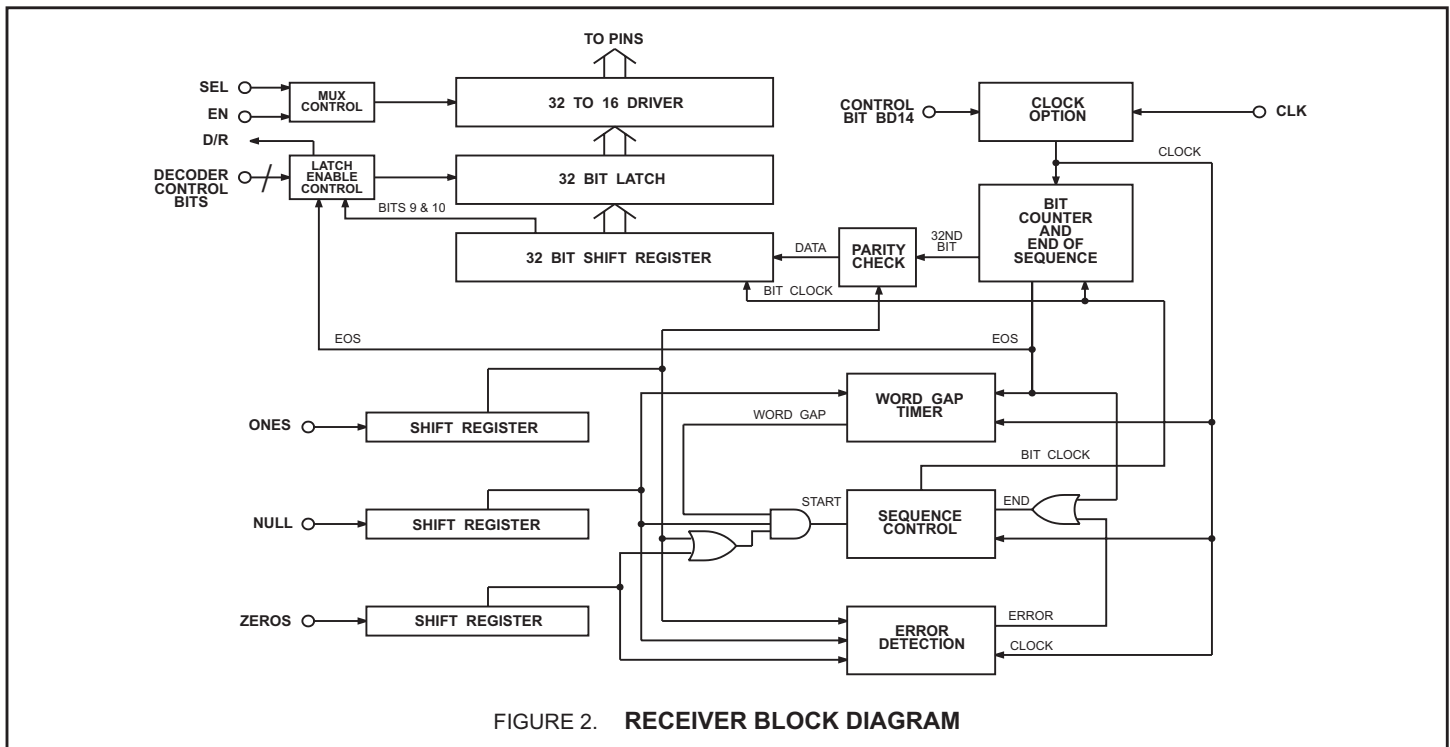 TO PINS
SEL
EN
MUX
CONTROL
32 TO 16 DRIVER
CONTROL
BIT BD14
CLOCK
OPTION
CLK
D/R
CLOCK
DECODER
CONTROL
BITS
LATCH
ENABLE
CONTROL
32 BIT LATCH
BITS 9 & 10
BIT
COUNTER
AND
END OF
SEQUENCE
32 BIT SHIFT REGISTER
DATA
PARITY
CHECK
32ND
BIT
BIT CLOCK
EOS
EOS
WORD GAP
TIMER
WORD GAP
ONES
SHIFT REGISTER
BIT CLOCK
START
SEQUENCE
CONTROL
END
NULL
SHIFT REGISTER
ZEROS
SHIFT REGISTER
ERROR
DETECTION
ERROR
CLOCK
FIGURE 2. RECEIVER BLOCK DIAGRAM